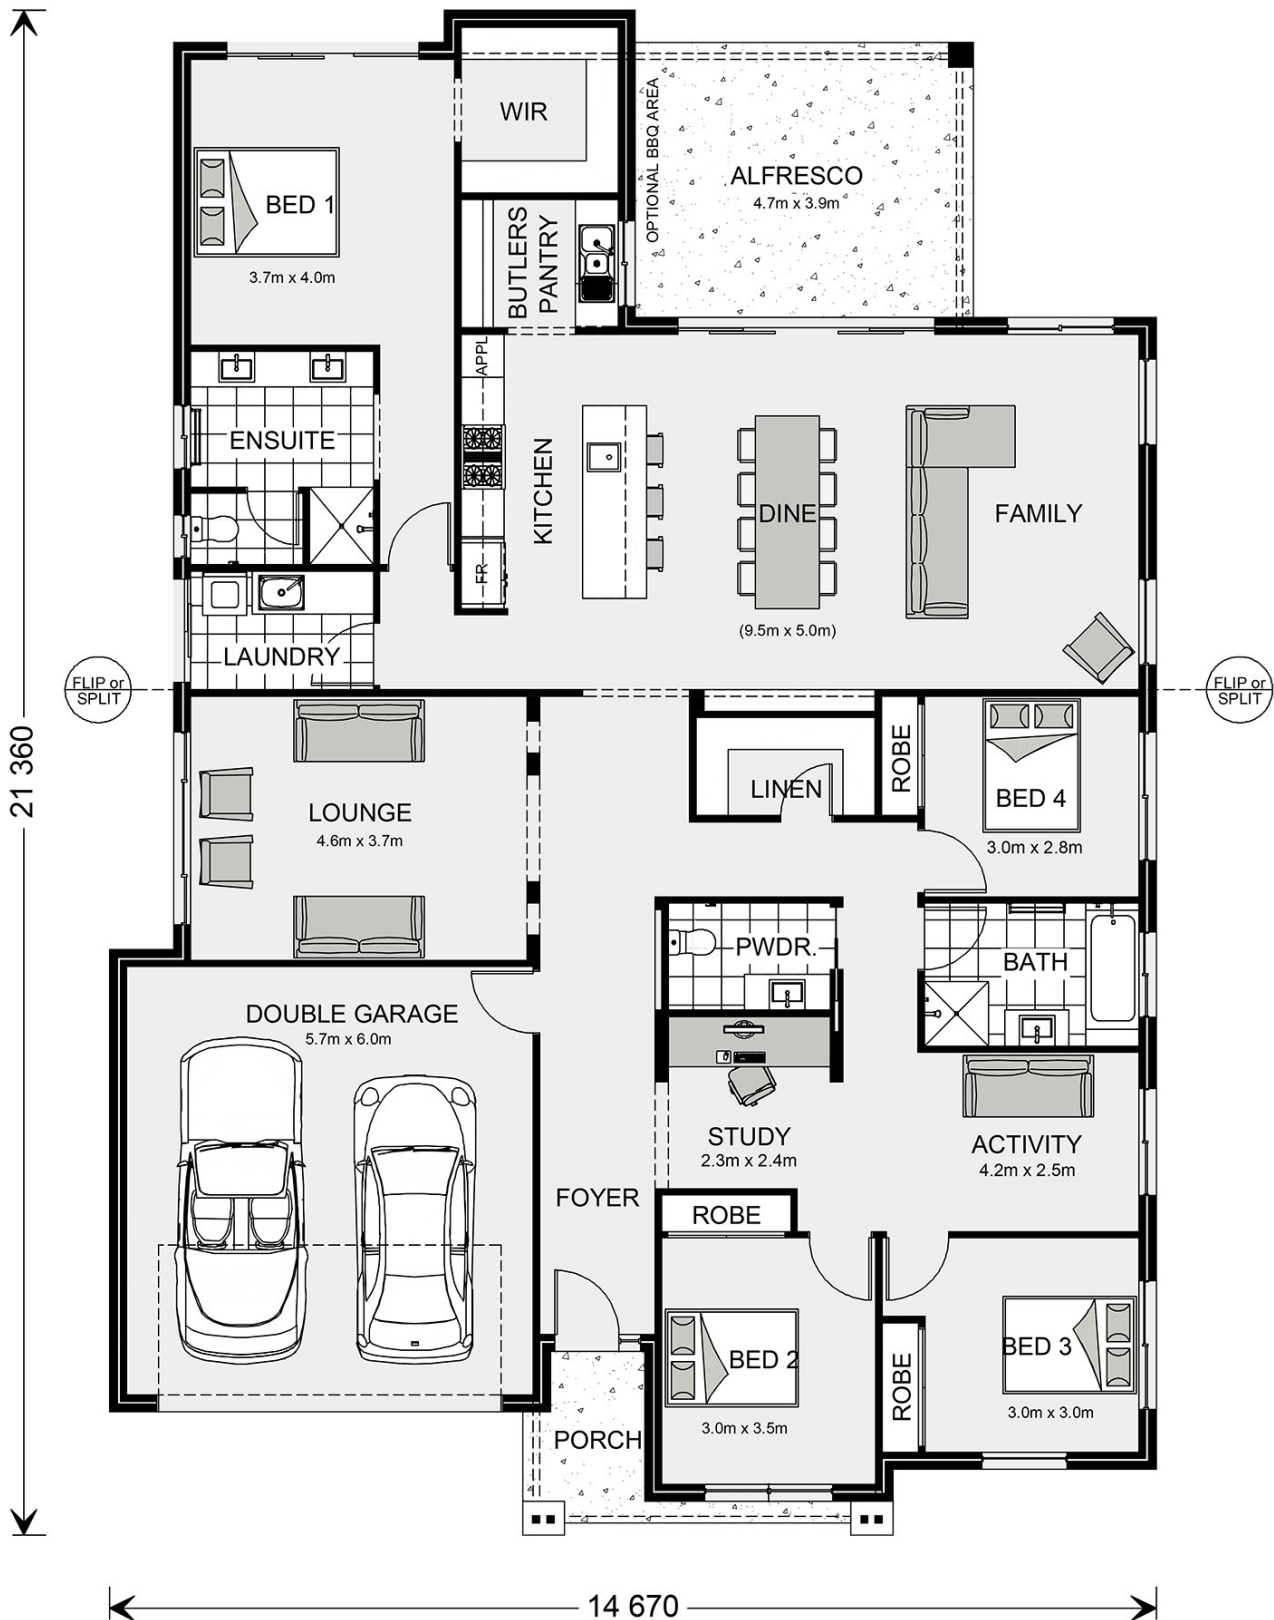 WIR
OPTIONAL BBQ AREA
ALFRESCO
4.7m x 3.9m
BED 1
3.7m x 4.0m
BUTLERS
PANTRY
APPL
ENSUITE
KITCHEN
DINE
FAMILY
FR
(9.5m x 5.0m)
LAUNDRY
FLIP or
SPLIT
FLIP or
SPLIT
21 360
LOUNGE
4.6m x 3.7m
LINEN
ROBE
BED 4
3.0m x 2.8m
PWDR.
BATH
DOUBLE GARAGE
5.7m x 6.0m
STUDY
2.3m x 2.4m
ACTIVITY
4.2m x 2.5m
FOYER
ROBE
BED 2
3.0m x 3.5m
ROBE
BED 3
3.0m x 3.0m
PORCH
14 670